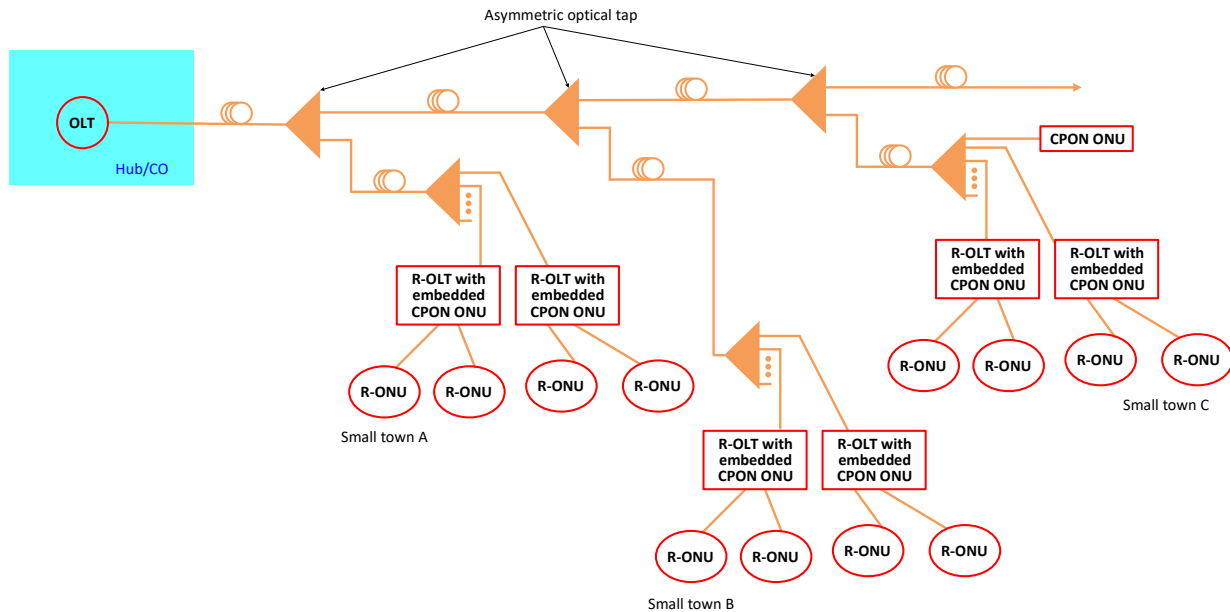 Asymmetric optical tap
OLT
Hub/CO
CPON ONU
R-OLT with
embedded
CPON ONU
R-OLT with
embedded
CPON ONU
R-ONU
R-ONU
R-ONU
R-ONU
Small town A
R-OLT with
embedded
CPON ONU
R-OLT with
embedded
CPON ONU
R-ONU
R-ONU
R-ONU
R-ONU
Small town C
R-OLT with
embedded
CPON ONU
R-OLT with
embedded
CPON ONU
R-ONU
R-ONU
R-ONU
R-ONU
Small town B